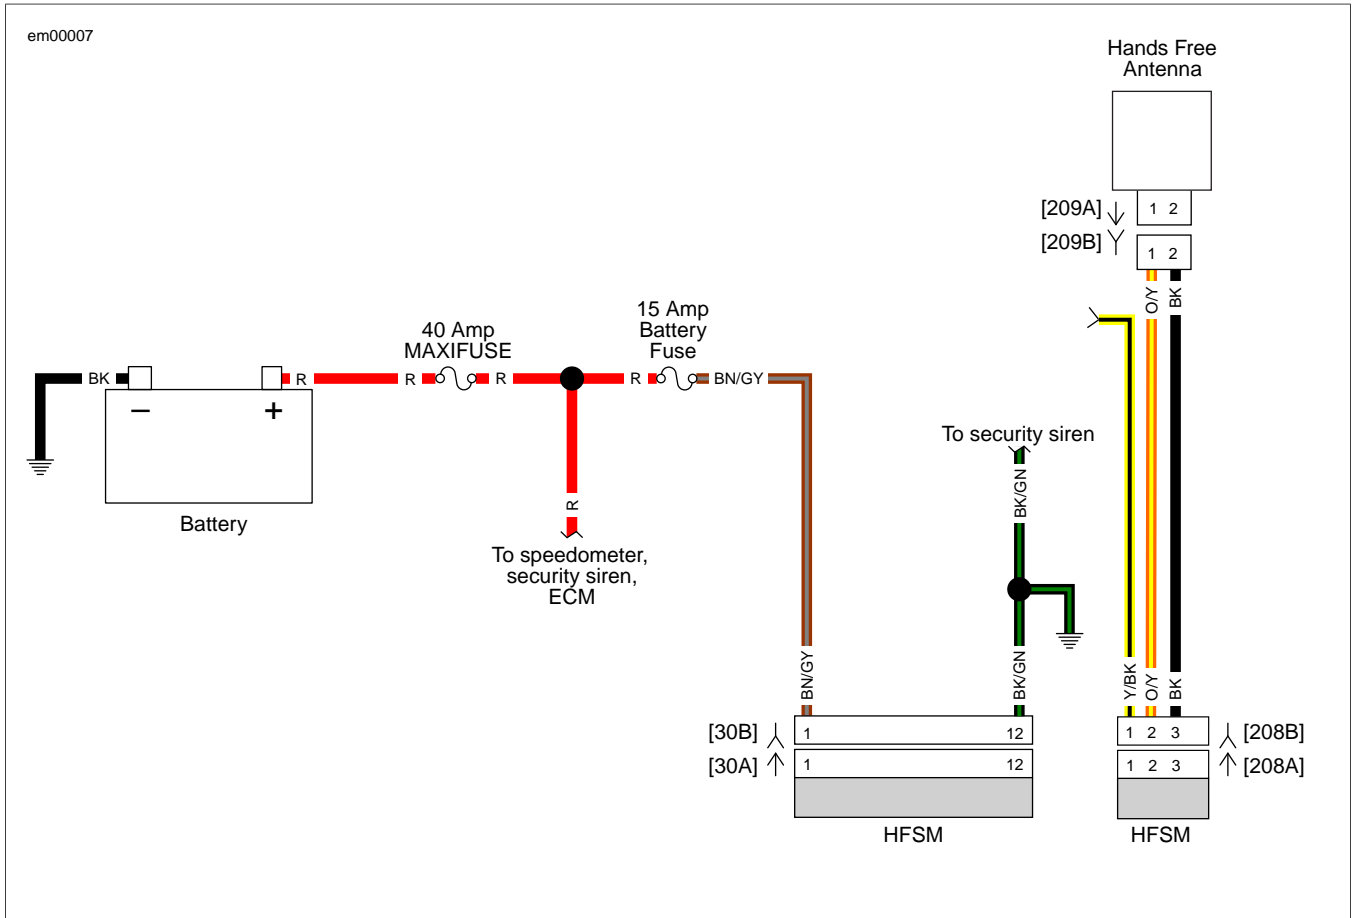 em00007
Hands Free
Antenna
[209A]
1 2
[209B]
1 2
O/Y
BK
40 Amp
MAXIFUSE
15 Amp
Battery
Fuse
BK
R
R
R
R
BN/GY
−
+
Battery
R
To speedometer,
security siren,
ECM
To security siren
BK/GN
BN/GY
BK/GN
Y/BK
O/Y
BK
[30B]
1
12
1 2 3
[208B]
[30A]
1
12
1 2 3
[208A]
HFSM
HFSM